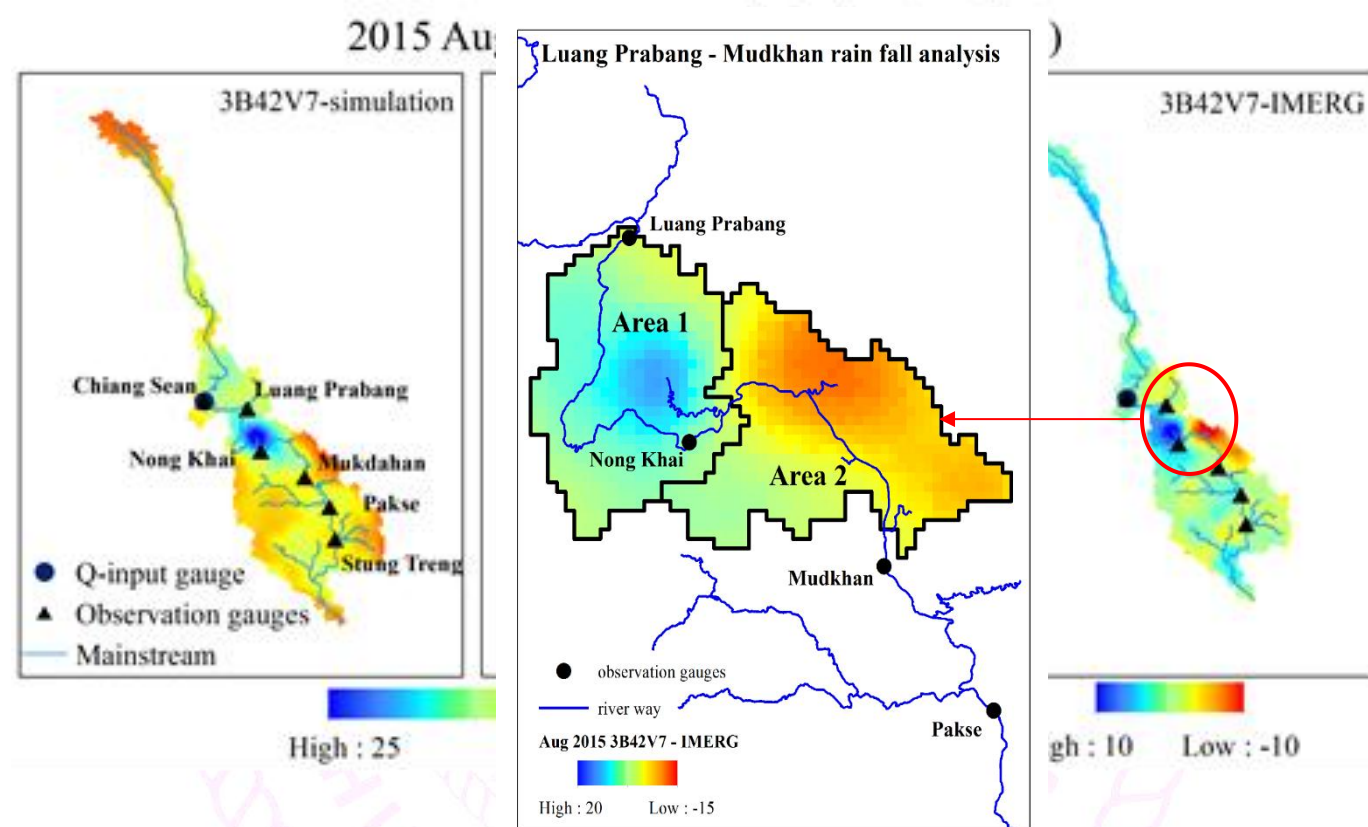 2015 Au
)
3B42V7-simulation
Chiang Sean
Luang Prabang
Nong Khai
Mukdahan
Pakse
Stung Treng
Q-input gauge
Observation gauges
Mainstream
High : 25
Luang Prabang - Mudkhan rain fall analysis
Luang Prabang
Area 1
Nong Khai
Area 2
Mudkhan
Pakse
observation gauges
river way
Aug 2015 3B42V7 - IMERG
High : 20 Low : -15
3B42V7-IMERG
gh : 10 Low : -10